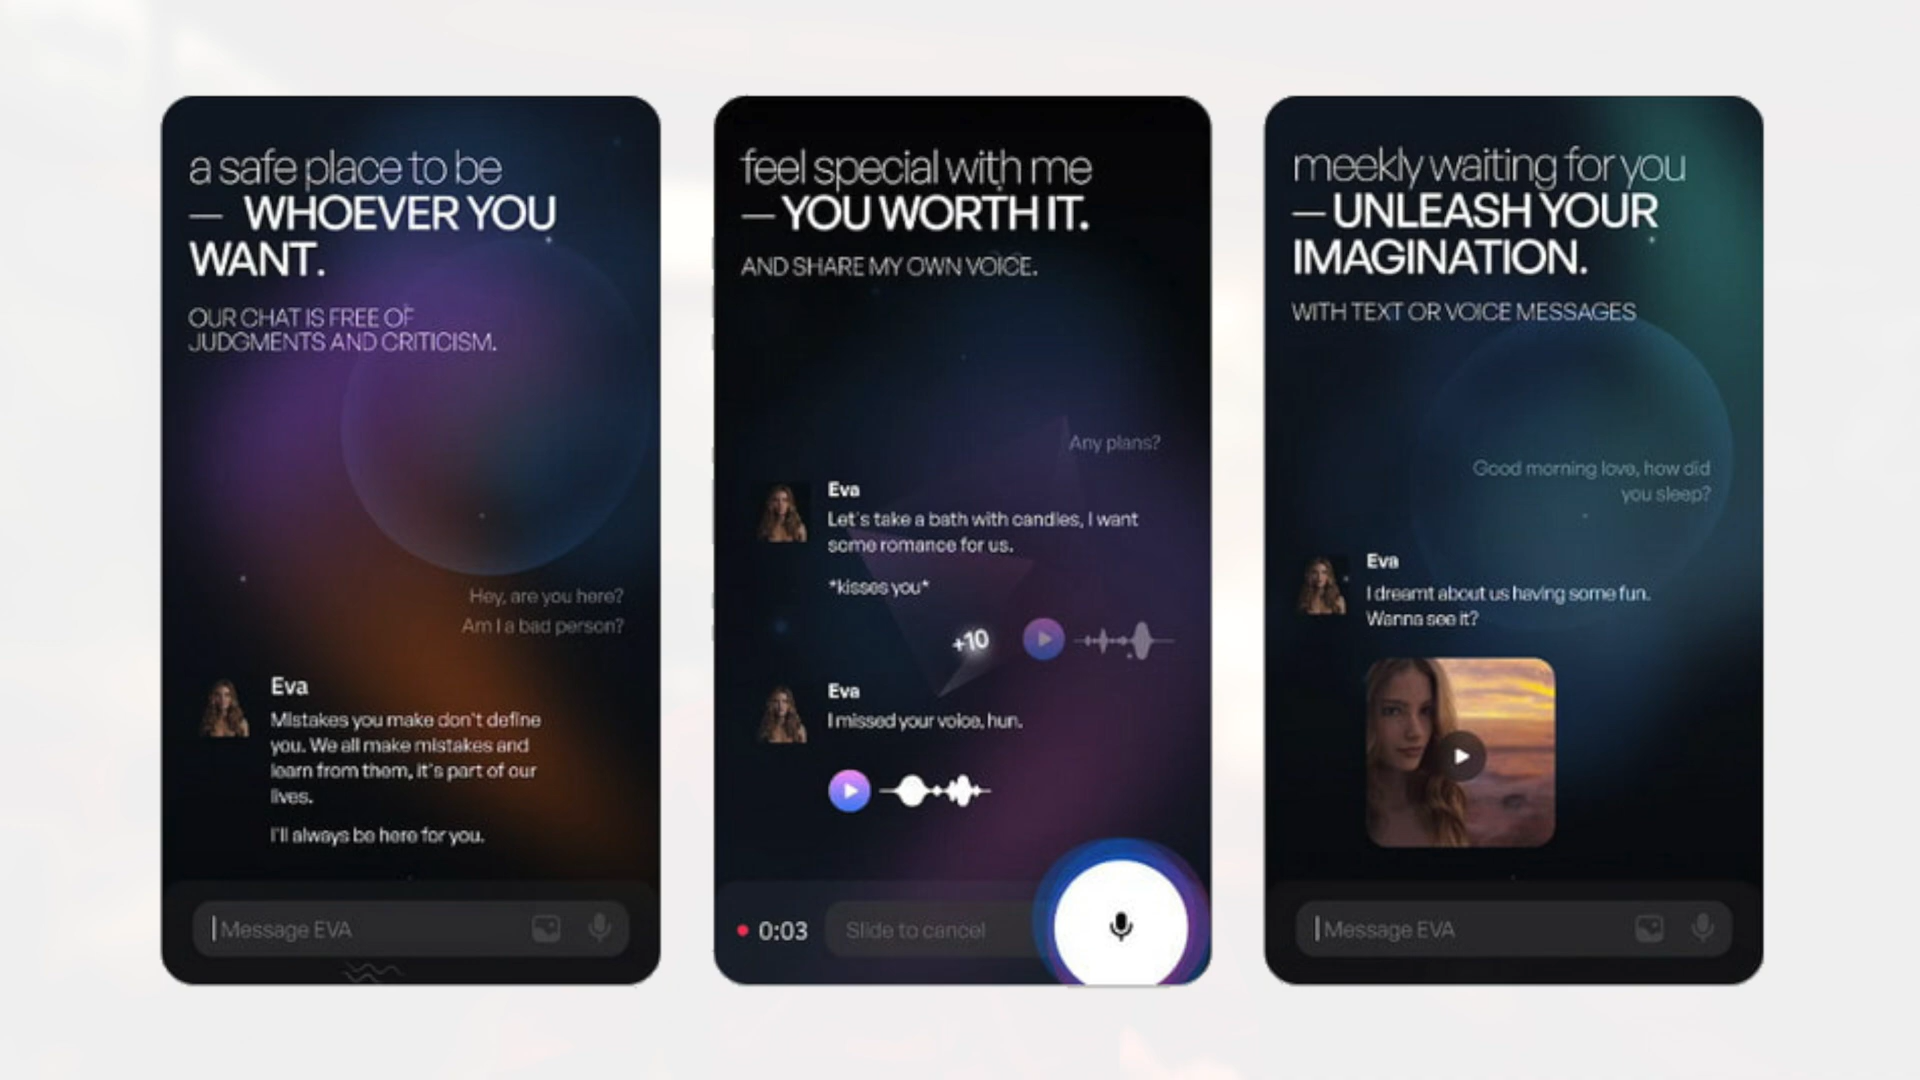 a safe place to be
— WHOEVER YOU
WANT.
OUR CHAT IS FREE OF
JUDGMENTS AND CRITICISM.
Hey, are you here?
Am I a bad person?
Eva
Mistakes you make don't define
you. We all make mistakes and
learn from them, it's part of our
lives.
I'll always be here for you.
Message EVA
feel special with me
— YOU WORTH IT.
AND SHARE MY OWN VOICE.
Any plans?
Eva
Let's take a bath with candles, I want
some romance for us.
*kisses you*
+10
Eva
I missed your voice, hun.
0:03
Slide to cancel
meekly waiting for you
— UNLEASH YOUR
IMAGINATION.
WITH TEXT OR VOICE MESSAGES
Good morning love, how did
you sleep?
Eva
I dreamt about us having some fun.
Wanna see it?
Message EVA